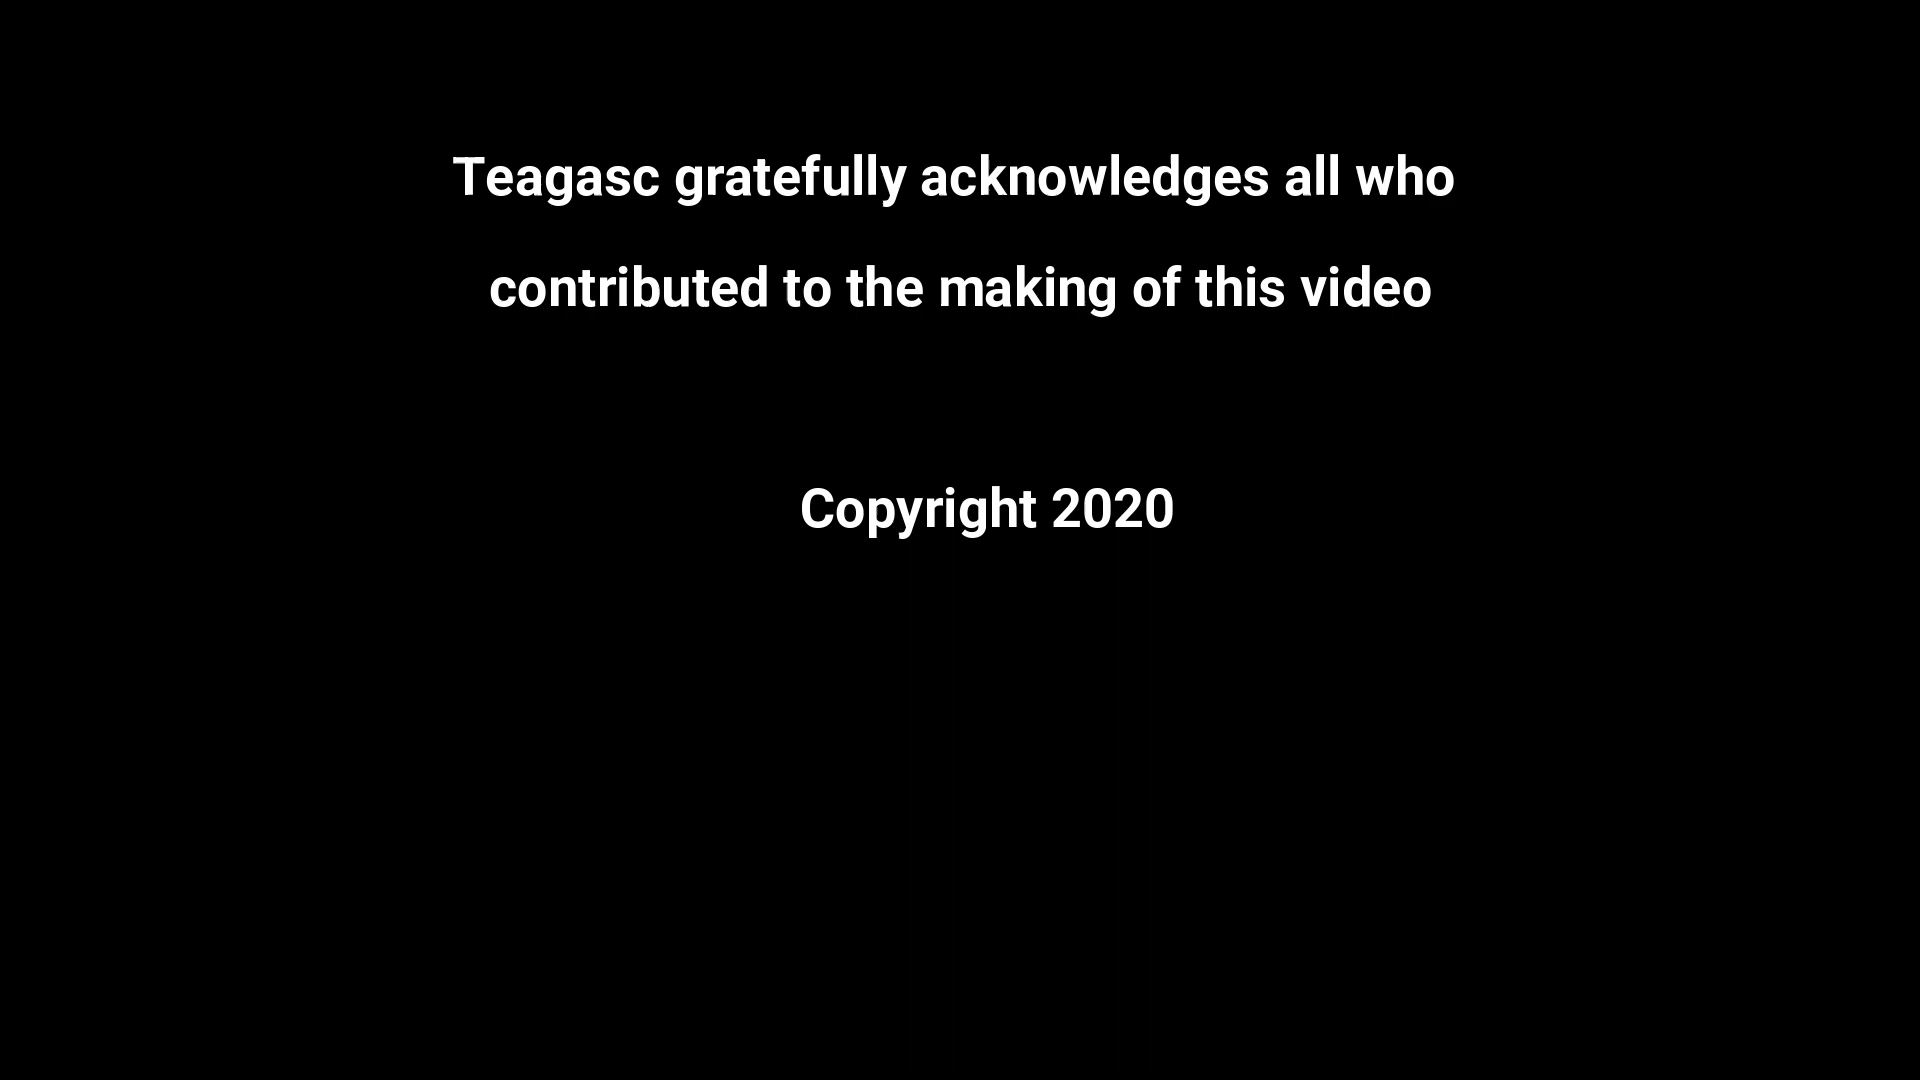 Teagasc gratefully acknowledges all who
contributed to the making of this video
Copyright 2020